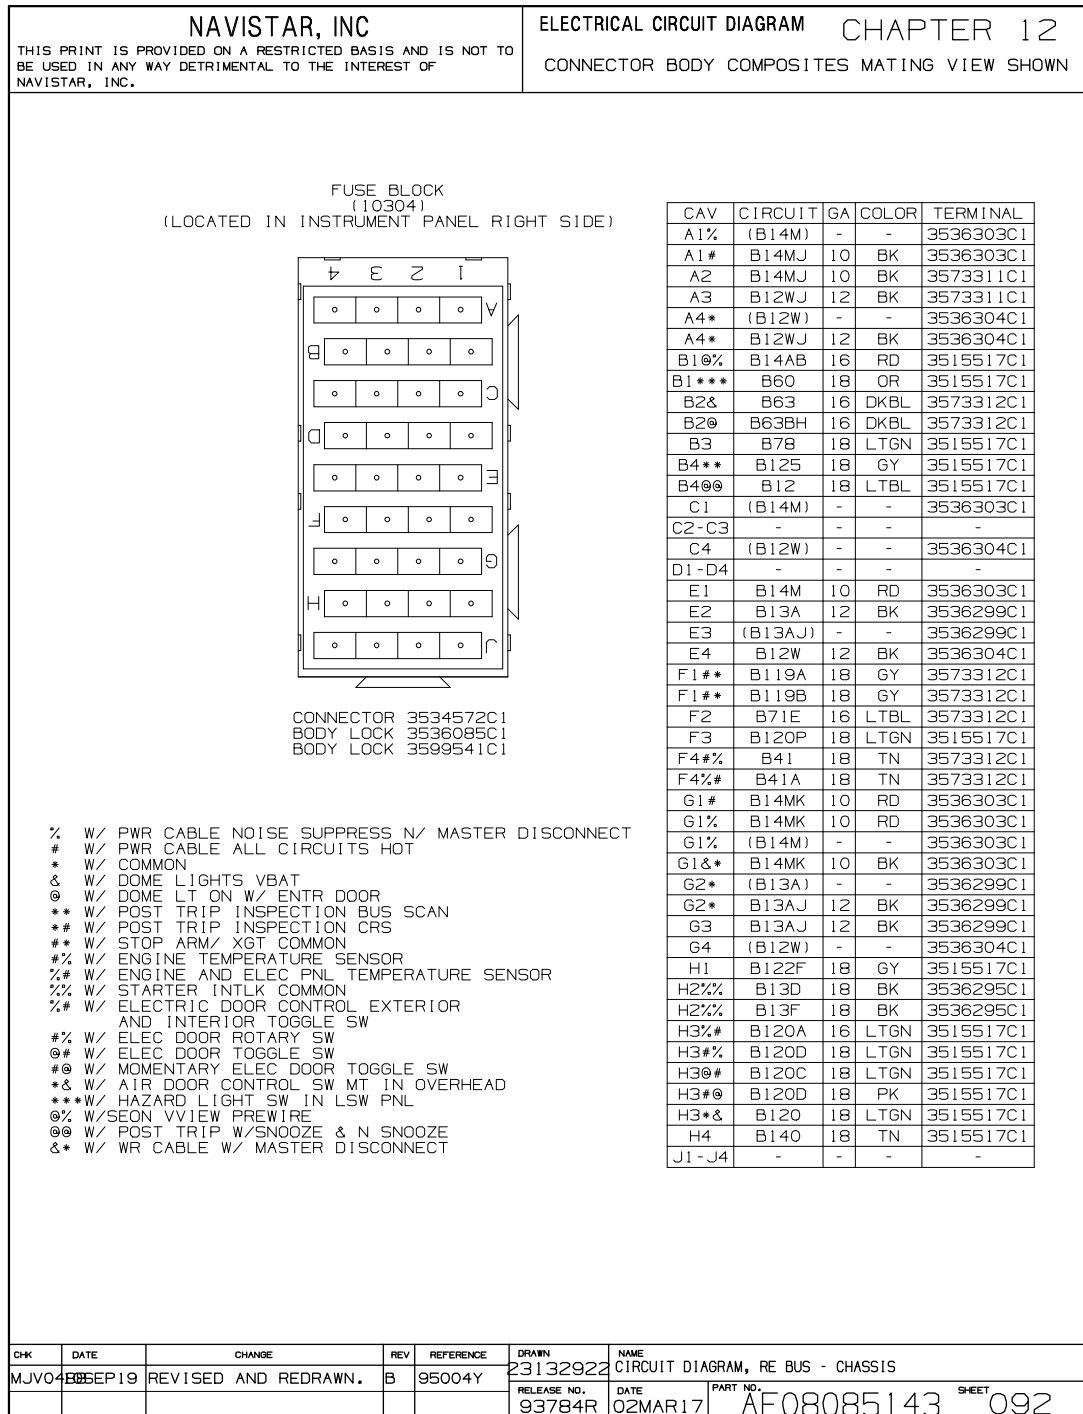 NAVISTAR, INC
THIS PRINT IS PROVIDED ON A RESTRICTED BASIS AND IS NOT TO
BE USED IN ANY WAY DETRIMENTAL TO THE INTEREST OF
NAVISTAR, INC.
ELECTRICAL CIRCUIT DIAGRAM CHAPTER 12
CONNECTOR BODY COMPOSITES MATING VIEW SHOWN
FUSE BLOCK
(10304)
(LOCATED IN INSTRUMENT PANEL RIGHT SIDE)
4 3 2 1
A
B
C
D
E
F
G
H
J
CONNECTOR 3534572C1
BODY LOCK 3536085C1
BODY LOCK 3599541C1
% W/ PWR CABLE NOISE SUPPRESS N/ MASTER DISCONNECT
# W/ PWR CABLE ALL CIRCUITS HOT
* W/ COMMON
& W/ DOME LIGHTS VBAT
@ W/ DOME LT ON W/ ENTR DOOR
** W/ POST TRIP INSPECTION BUS SCAN
*# W/ POST TRIP INSPECTION CRS
#* W/ STOP ARM/ XGT COMMON
#% W/ ENGINE TEMPERATURE SENSOR
%# W/ ENGINE AND ELEC PNL TEMPERATURE SENSOR
%% W/ STARTER INTLK COMMON
%# W/ ELECTRIC DOOR CONTROL EXTERIOR
AND INTERIOR TOGGLE SW
#% W/ ELEC DOOR ROTARY SW
@# W/ ELEC DOOR TOGGLE SW
#@ W/ MOMENTARY ELEC DOOR TOGGLE SW
*& W/ AIR DOOR CONTROL SW MT IN OVERHEAD
***W/ HAZARD LIGHT SW IN LSW PNL
@% W/SEON VVIEW PREWIRE
@@ W/ POST TRIP W/SNOOZE & N SNOOZE
&* W/ WR CABLE W/ MASTER DISCONNECT
CAV CIRCUIT GA COLOR TERMINAL
A1% (B14M) - - 3536303C1
A1# B14MJ 10 BK 3536303C1
A2 B14MJ 10 BK 3573311C1
A3 B12WJ 12 BK 3573311C1
A4* (B12W) - - 3536304C1
A4* B12WJ 12 BK 3536304C1
B1@% B14AB 16 RD 3515517C1
B1*** B60 18 OR 3515517C1
B2& B63 16 DKBL 3573312C1
B2@ B63BH 16 DKBL 3573312C1
B3 B78 18 LTGN 3515517C1
B4** B125 18 GY 3515517C1
B4@@ B12 18 LTBL 3515517C1
C1 (B14M) - - 3536303C1
C2-C3 - - - -
C4 (B12W) - - 3536304C1
D1-D4 - - - -
E1 B14M 10 RD 3536303C1
E2 B13A 12 BK 3536299C1
E3 (B13AJ) - - 3536299C1
E4 B12W 12 BK 3536304C1
F1#* B119A 18 GY 3573312C1
F1#* B119B 18 GY 3573312C1
F2 B71E 16 LTBL 3573312C1
F3 B120P 18 LTGN 3515517C1
F4#% B41 18 TN 3573312C1
F4%# B41A 18 TN 3573312C1
G1# B14MK 10 RD 3536303C1
G1% B14MK 10 RD 3536303C1
G1% (B14M) - - 3536303C1
G1&* B14MK 10 BK 3536303C1
G2* (B13A) - - 3536299C1
G2* B13AJ 12 BK 3536299C1
G3 B13AJ 12 BK 3536299C1
G4 (B12W) - - 3536304C1
H1 B122F 18 GY 3515517C1
H2%% B13D 18 BK 3536295C1
H2%% B13F 18 BK 3536295C1
H3%# B120A 16 LTGN 3515517C1
H3#% B120D 18 LTGN 3515517C1
H3@# B120C 18 LTGN 3515517C1
H3#@ B120D 18 PK 3515517C1
H3*& B120 18 LTGN 3515517C1
H4 B140 18 TN 3515517C1
J1-J4 - - - -
CHK DATE CHANGE REV REFERENCE DRAWN NAME
REVISED AND REDRAWN. B 95004Y 23132922 CIRCUIT DIAGRAM, RE BUS - CHASSIS
RELEASE NO. DATE PART NO. SHEET
93784R 02MAR17 AF08085143 092